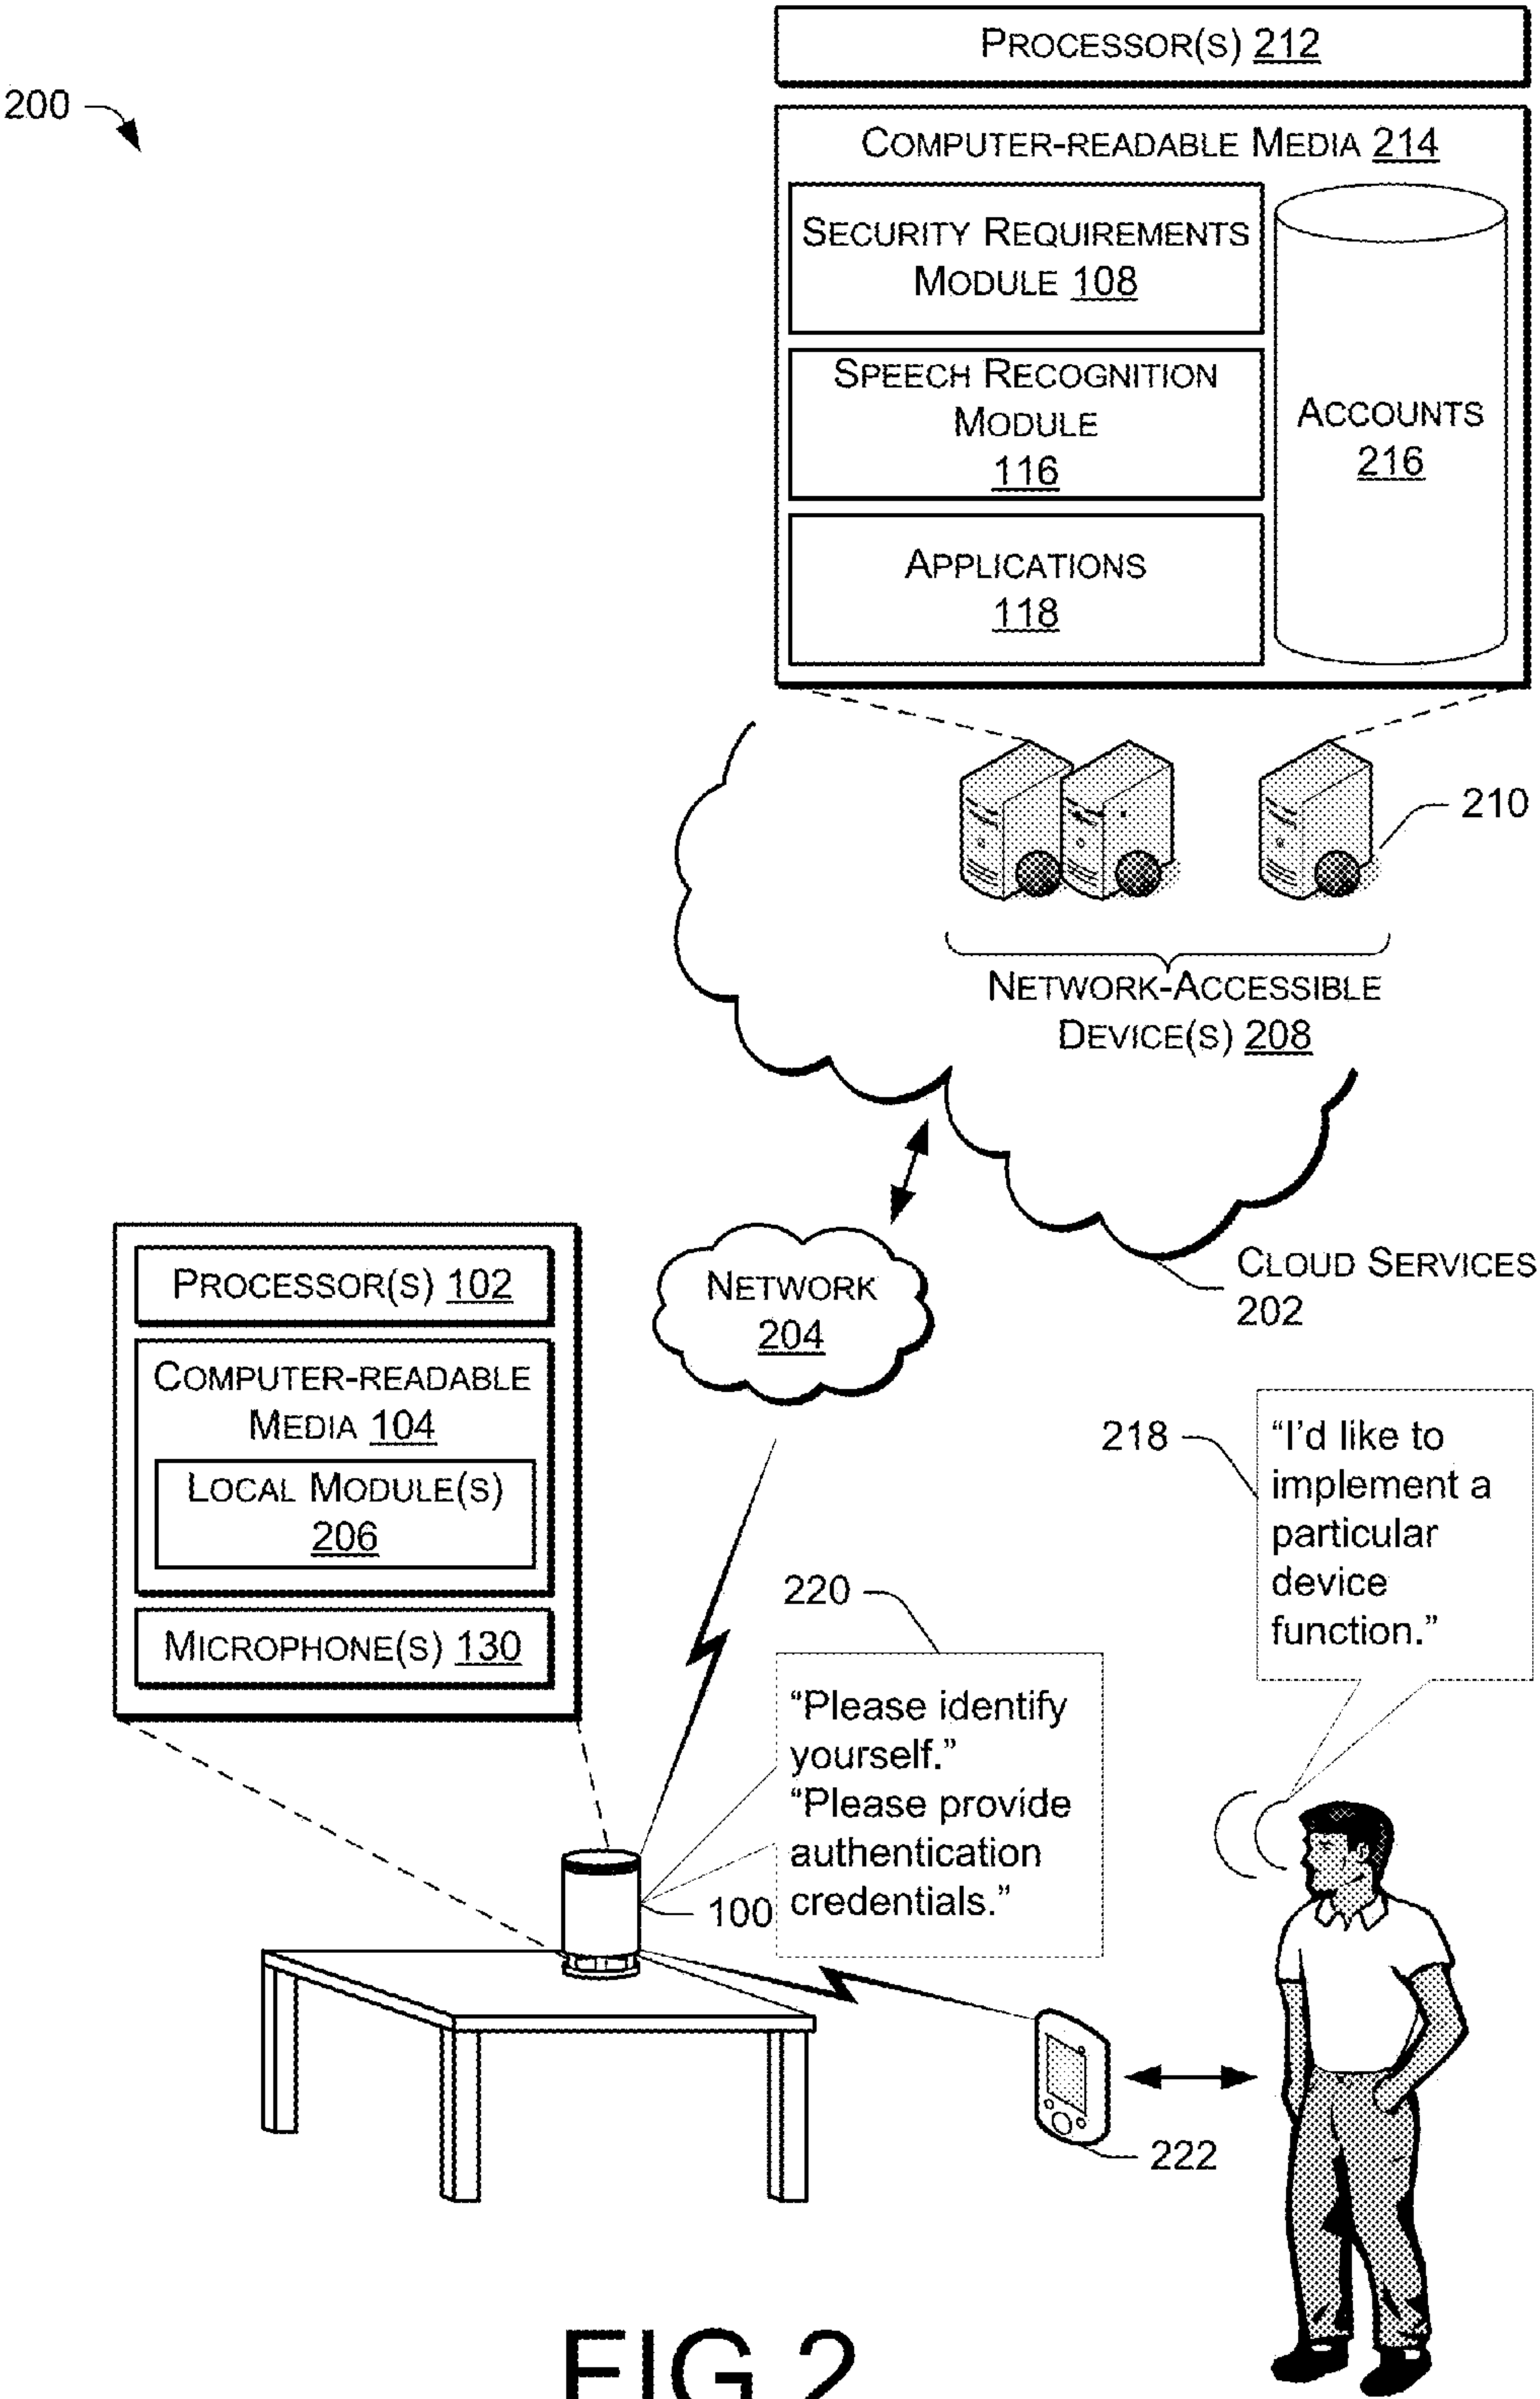 200
PROCESSOR(S) 212
COMPUTER-READABLE MEDIA 214
SECURITY REQUIREMENTS
MODULE 108
SPEECH RECOGNITION
MODULE
116
APPLICATIONS
118
ACCOUNTS
216
210
NETWORK-ACCESSIBLE
DEVICE(S) 208
CLOUD SERVICES
202
NETWORK
204
PROCESSOR(S) 102
COMPUTER-READABLE
MEDIA 104
LOCAL MODULE(S)
206
MICROPHONE(S) 130
218
“I’d like to
implement a
particular
device
function.”
220
“Please identify
yourself.”
“Please provide
authentication
credentials.”
100
222
FIG 2